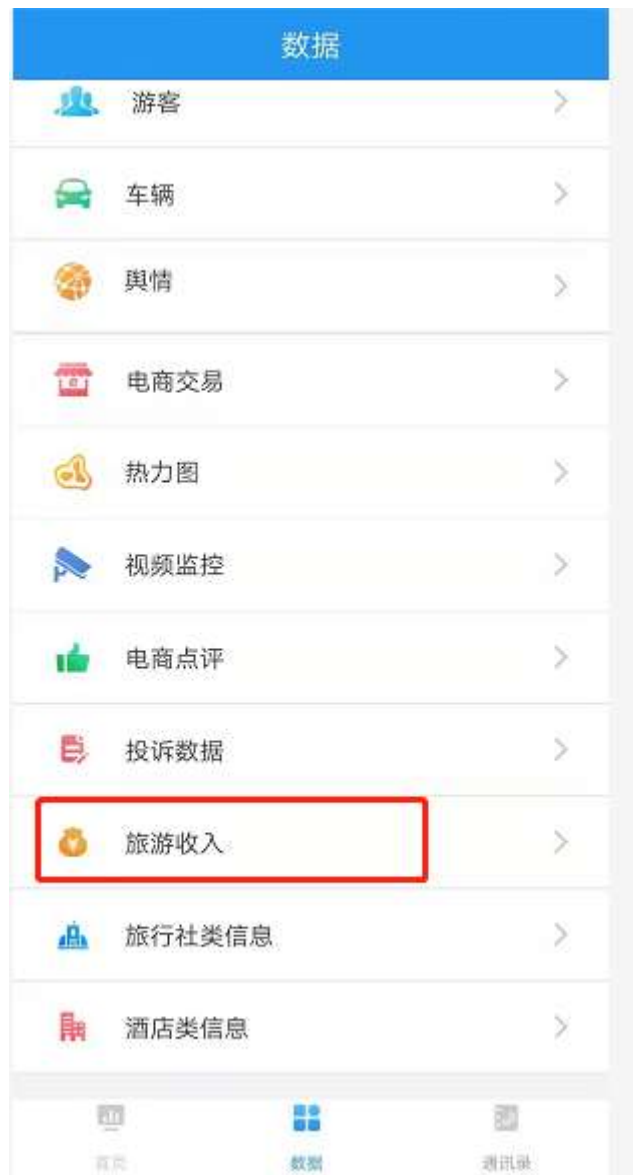 数据
游客
车辆
舆情
电商交易
热力图
视频监控
电商点评
投诉数据
旅游收入
旅行社类信息
酒店类信息
首页
数据
通讯录